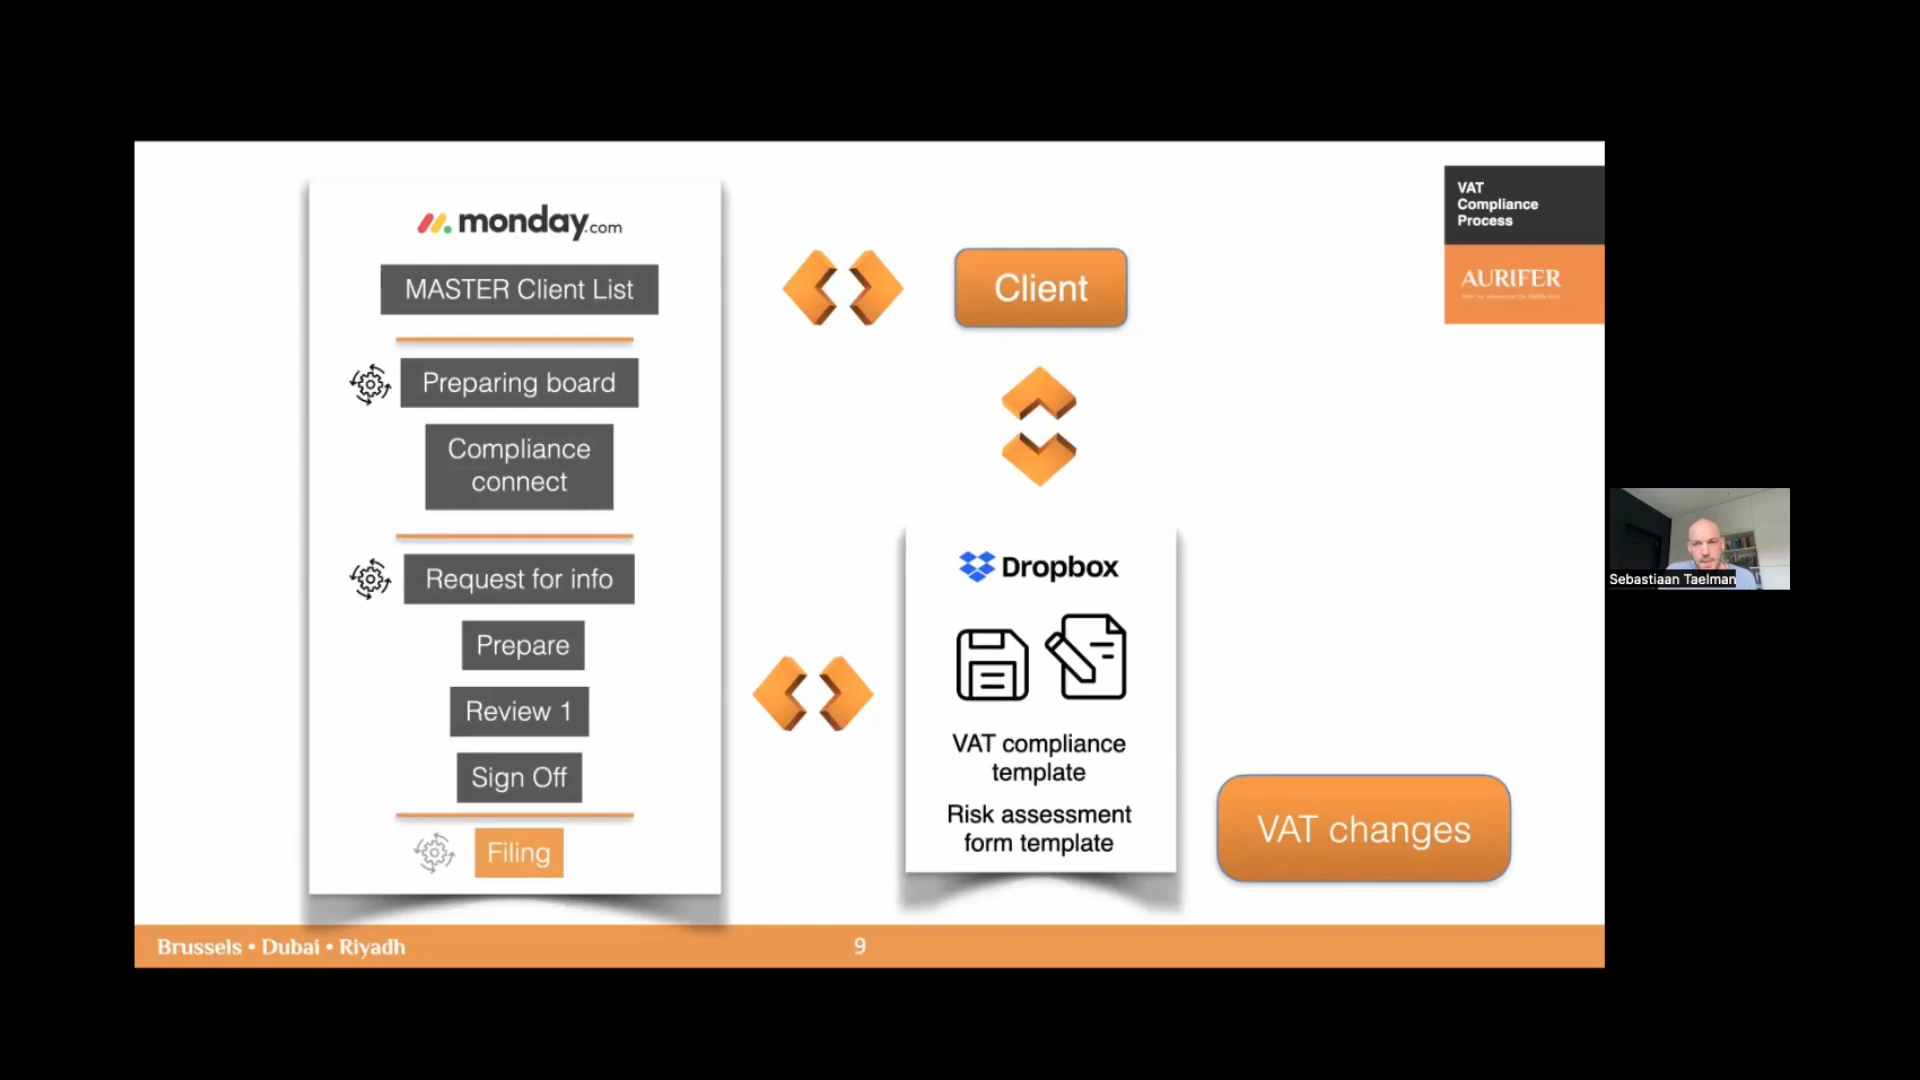 monday.com
MASTER Client List
Preparing board
Compliance
connect
Request for info
Prepare
Review 1
Sign Off
Filing
Client
Dropbox
VAT compliance
template
Risk assessment
form template
VAT changes
VAT
Compliance
Process
AURIFER
Sebastiaan Taelman
Brussels • Dubai • Riyadh
9